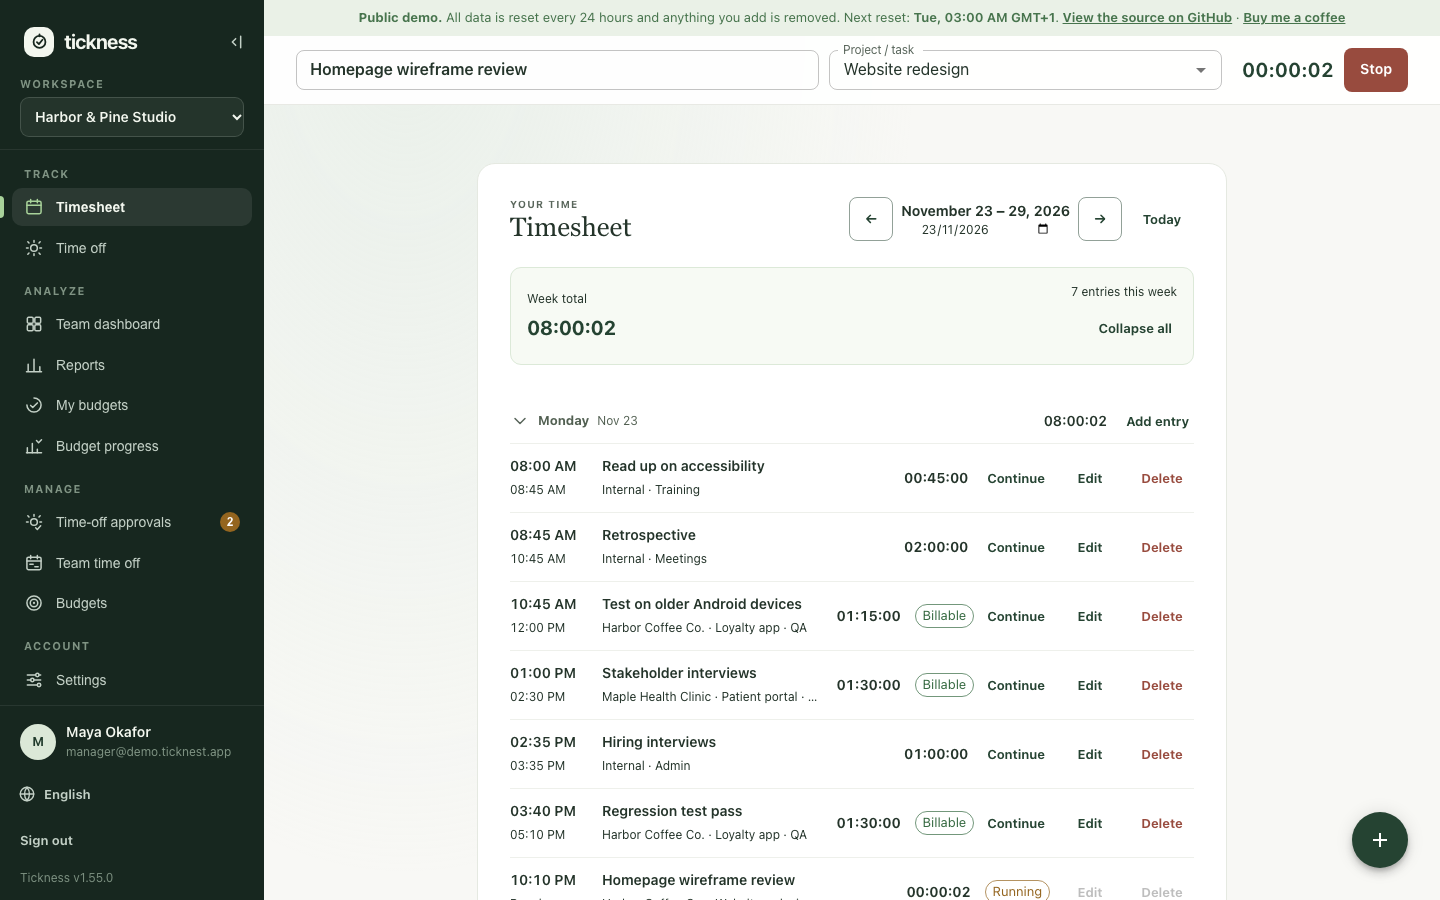 Public demo. All data is reset every 24 hours and anything you add is removed. Next reset: Tue, 03:00 AM GMT+1. View the source on GitHub · Buy me a coffee
tickness
WORKSPACE
Harbor & Pine Studio
TRACK
Timesheet
Time off
ANALYZE
Team dashboard
Reports
My budgets
Budget progress
MANAGE
Time-off approvals 2
Team time off
Budgets
ACCOUNT
Settings
M
Maya Okafor
manager@demo.ticknest.app
English
Sign out
Tickness v1.55.0
Homepage wireframe review
Project / task
Website redesign
00:00:02
Stop
YOUR TIME
Timesheet
November 23 – 29, 2026
23/11/2026
Today
Week total
08:00:02
7 entries this week
Collapse all
Monday Nov 23 08:00:02 Add entry
08:00 AM Read up on accessibility
08:45 AM Internal · Training
00:45:00 Continue Edit Delete
08:45 AM Retrospective
10:45 AM Internal · Meetings
02:00:00 Continue Edit Delete
10:45 AM Test on older Android devices
12:00 PM Harbor Coffee Co. · Loyalty app · QA
01:15:00 Billable Continue Edit Delete
01:00 PM Stakeholder interviews
02:30 PM Maple Health Clinic · Patient portal · ...
01:30:00 Billable Continue Edit Delete
02:35 PM Hiring interviews
03:35 PM Internal · Admin
01:00:00 Continue Edit Delete
03:40 PM Regression test pass
05:10 PM Harbor Coffee Co. · Loyalty app · QA
01:30:00 Billable Continue Edit Delete
10:10 PM Homepage wireframe review
00:00:02 Running Edit Delete